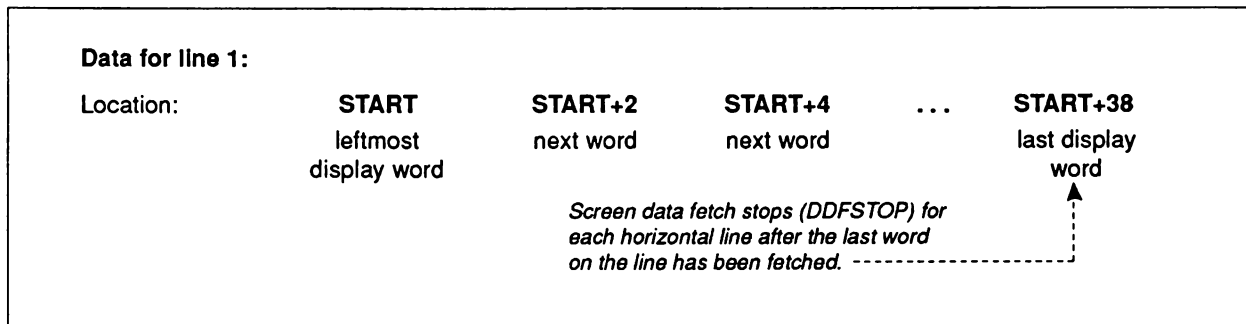 Data for line 1:
Location: START START+2 START+4 ... START+38
leftmost next word next word last display
display word word
Screen data fetch stops (DDFSTOP) for
each horizontal line after the last word
on the line has been fetched.